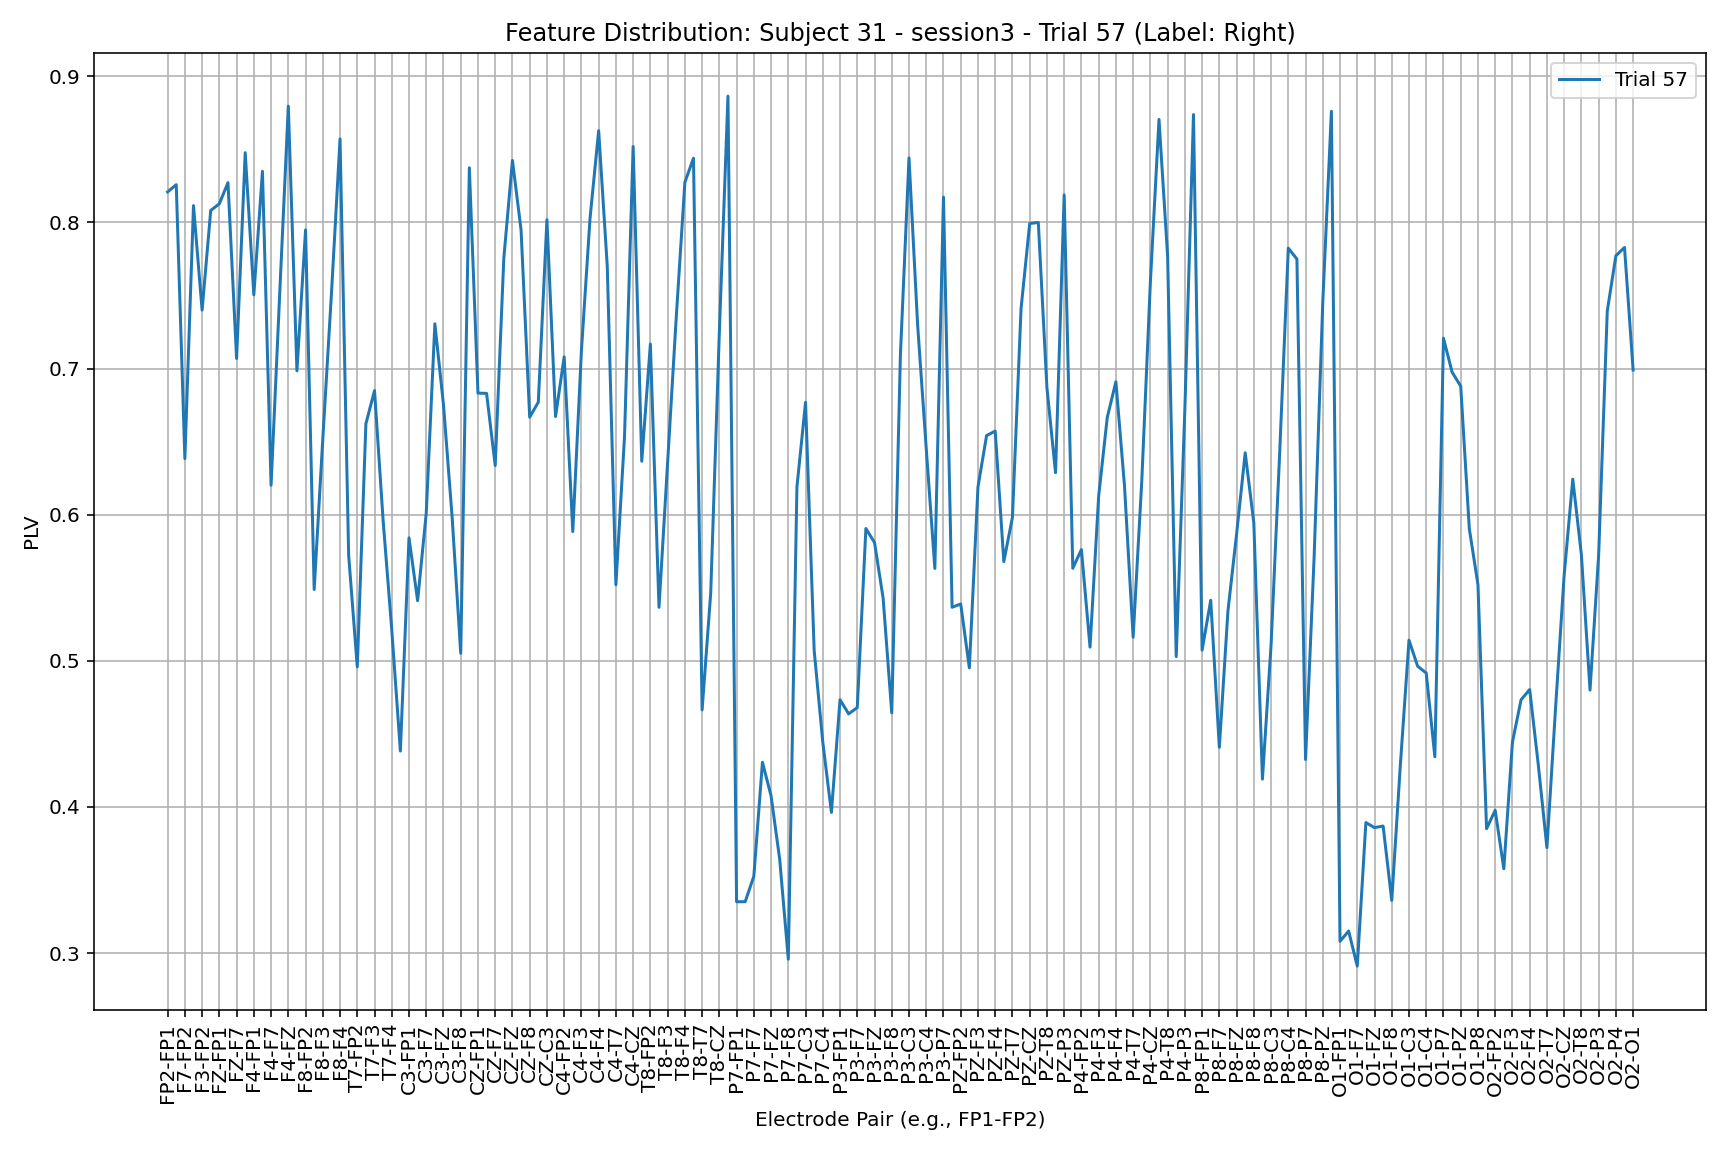 Feature Distribution: Subject 31 - session3 - Trial 57 (Label: Right)
Trial 57
PLV
0.9
0.8
0.7
0.6
0.5
0.4
0.3
FP2-FP1
F7-FP2
F3-FP2
FZ-FP1
FZ-F7
F4-FP1
F4-F7
F4-FZ
F8-FP2
F8-F3
F8-F4
T7-FP2
T7-F3
T7-F4
C3-FP1
C3-F7
C3-FZ
C3-F8
CZ-FP1
CZ-F7
CZ-FZ
CZ-F8
CZ-C3
C4-FP2
C4-F3
C4-F4
C4-T7
C4-CZ
T8-FP2
T8-F3
T8-F4
T8-T7
T8-CZ
P7-FP1
P7-F7
P7-FZ
P7-F8
P7-C3
P7-C4
P3-FP1
P3-F7
P3-FZ
P3-F8
P3-C3
P3-C4
P3-P7
PZ-FP2
PZ-F3
PZ-F4
PZ-T7
PZ-CZ
PZ-T8
PZ-P3
P4-FP2
P4-F3
P4-F4
P4-T7
P4-CZ
P4-T8
P4-P3
P8-FP1
P8-F7
P8-FZ
P8-F8
P8-C3
P8-C4
P8-P7
P8-PZ
O1-FP1
O1-F7
O1-FZ
O1-F8
O1-C3
O1-C4
O1-P7
O1-PZ
O1-P8
O2-FP2
O2-F3
O2-F4
O2-T7
O2-CZ
O2-T8
O2-P3
O2-P4
O2-O1
Electrode Pair (e.g., FP1-FP2)